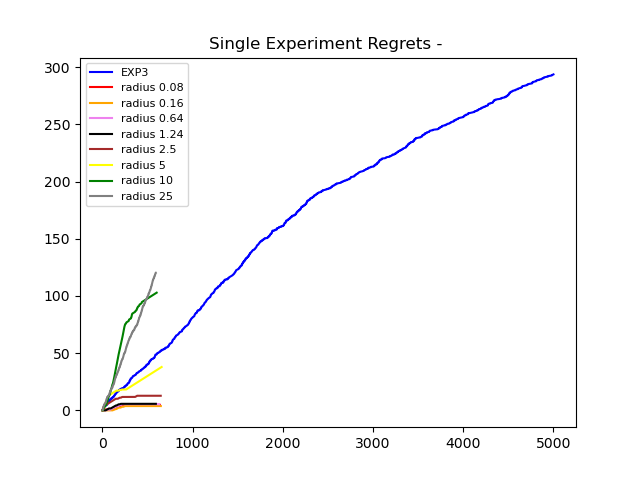 Single Experiment Regrets -
300
250
200
150
100
50
0
EXP3
radius 0.08
radius 0.16
radius 0.64
radius 1.24
radius 2.5
radius 5
radius 10
radius 25
0 1000 2000 3000 4000 5000